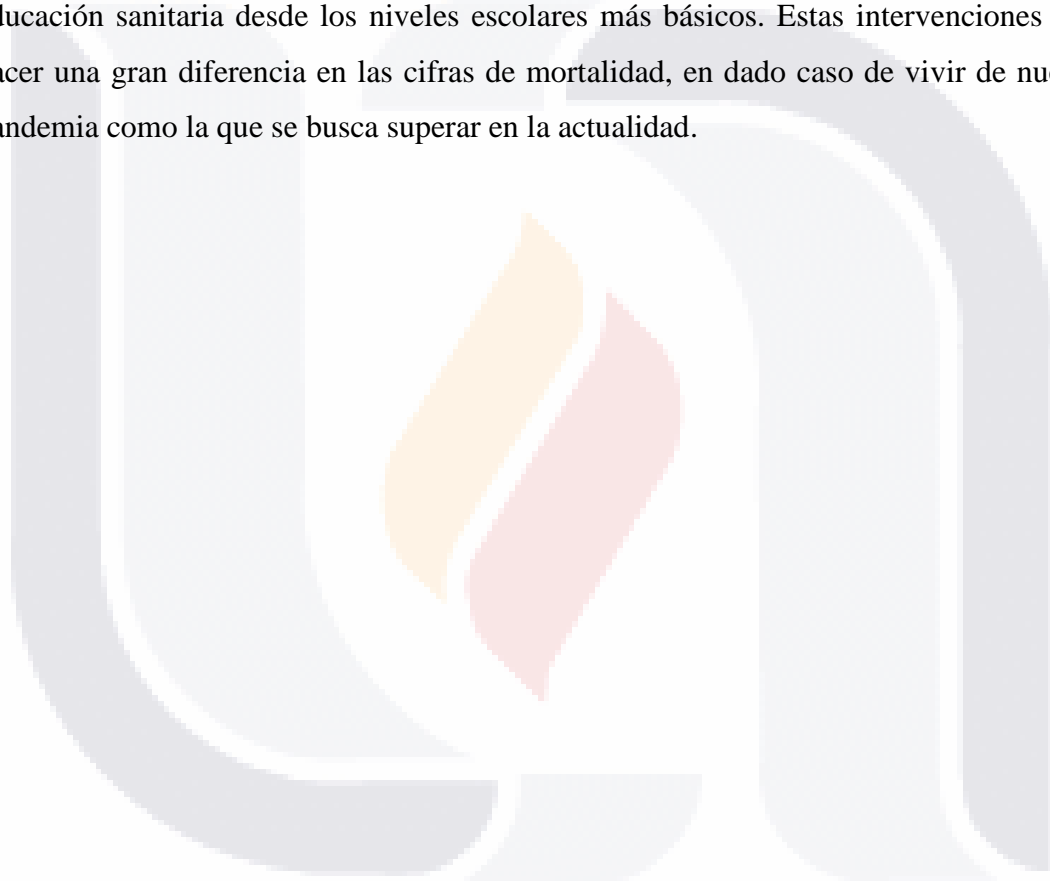 ducación sanitaria desde los niveles escolares más básicos. Estas intervenciones
acer una gran diferencia en las cifras de mortalidad, en dado caso de vivir de nu
andemia como la que se busca superar en la actualidad.